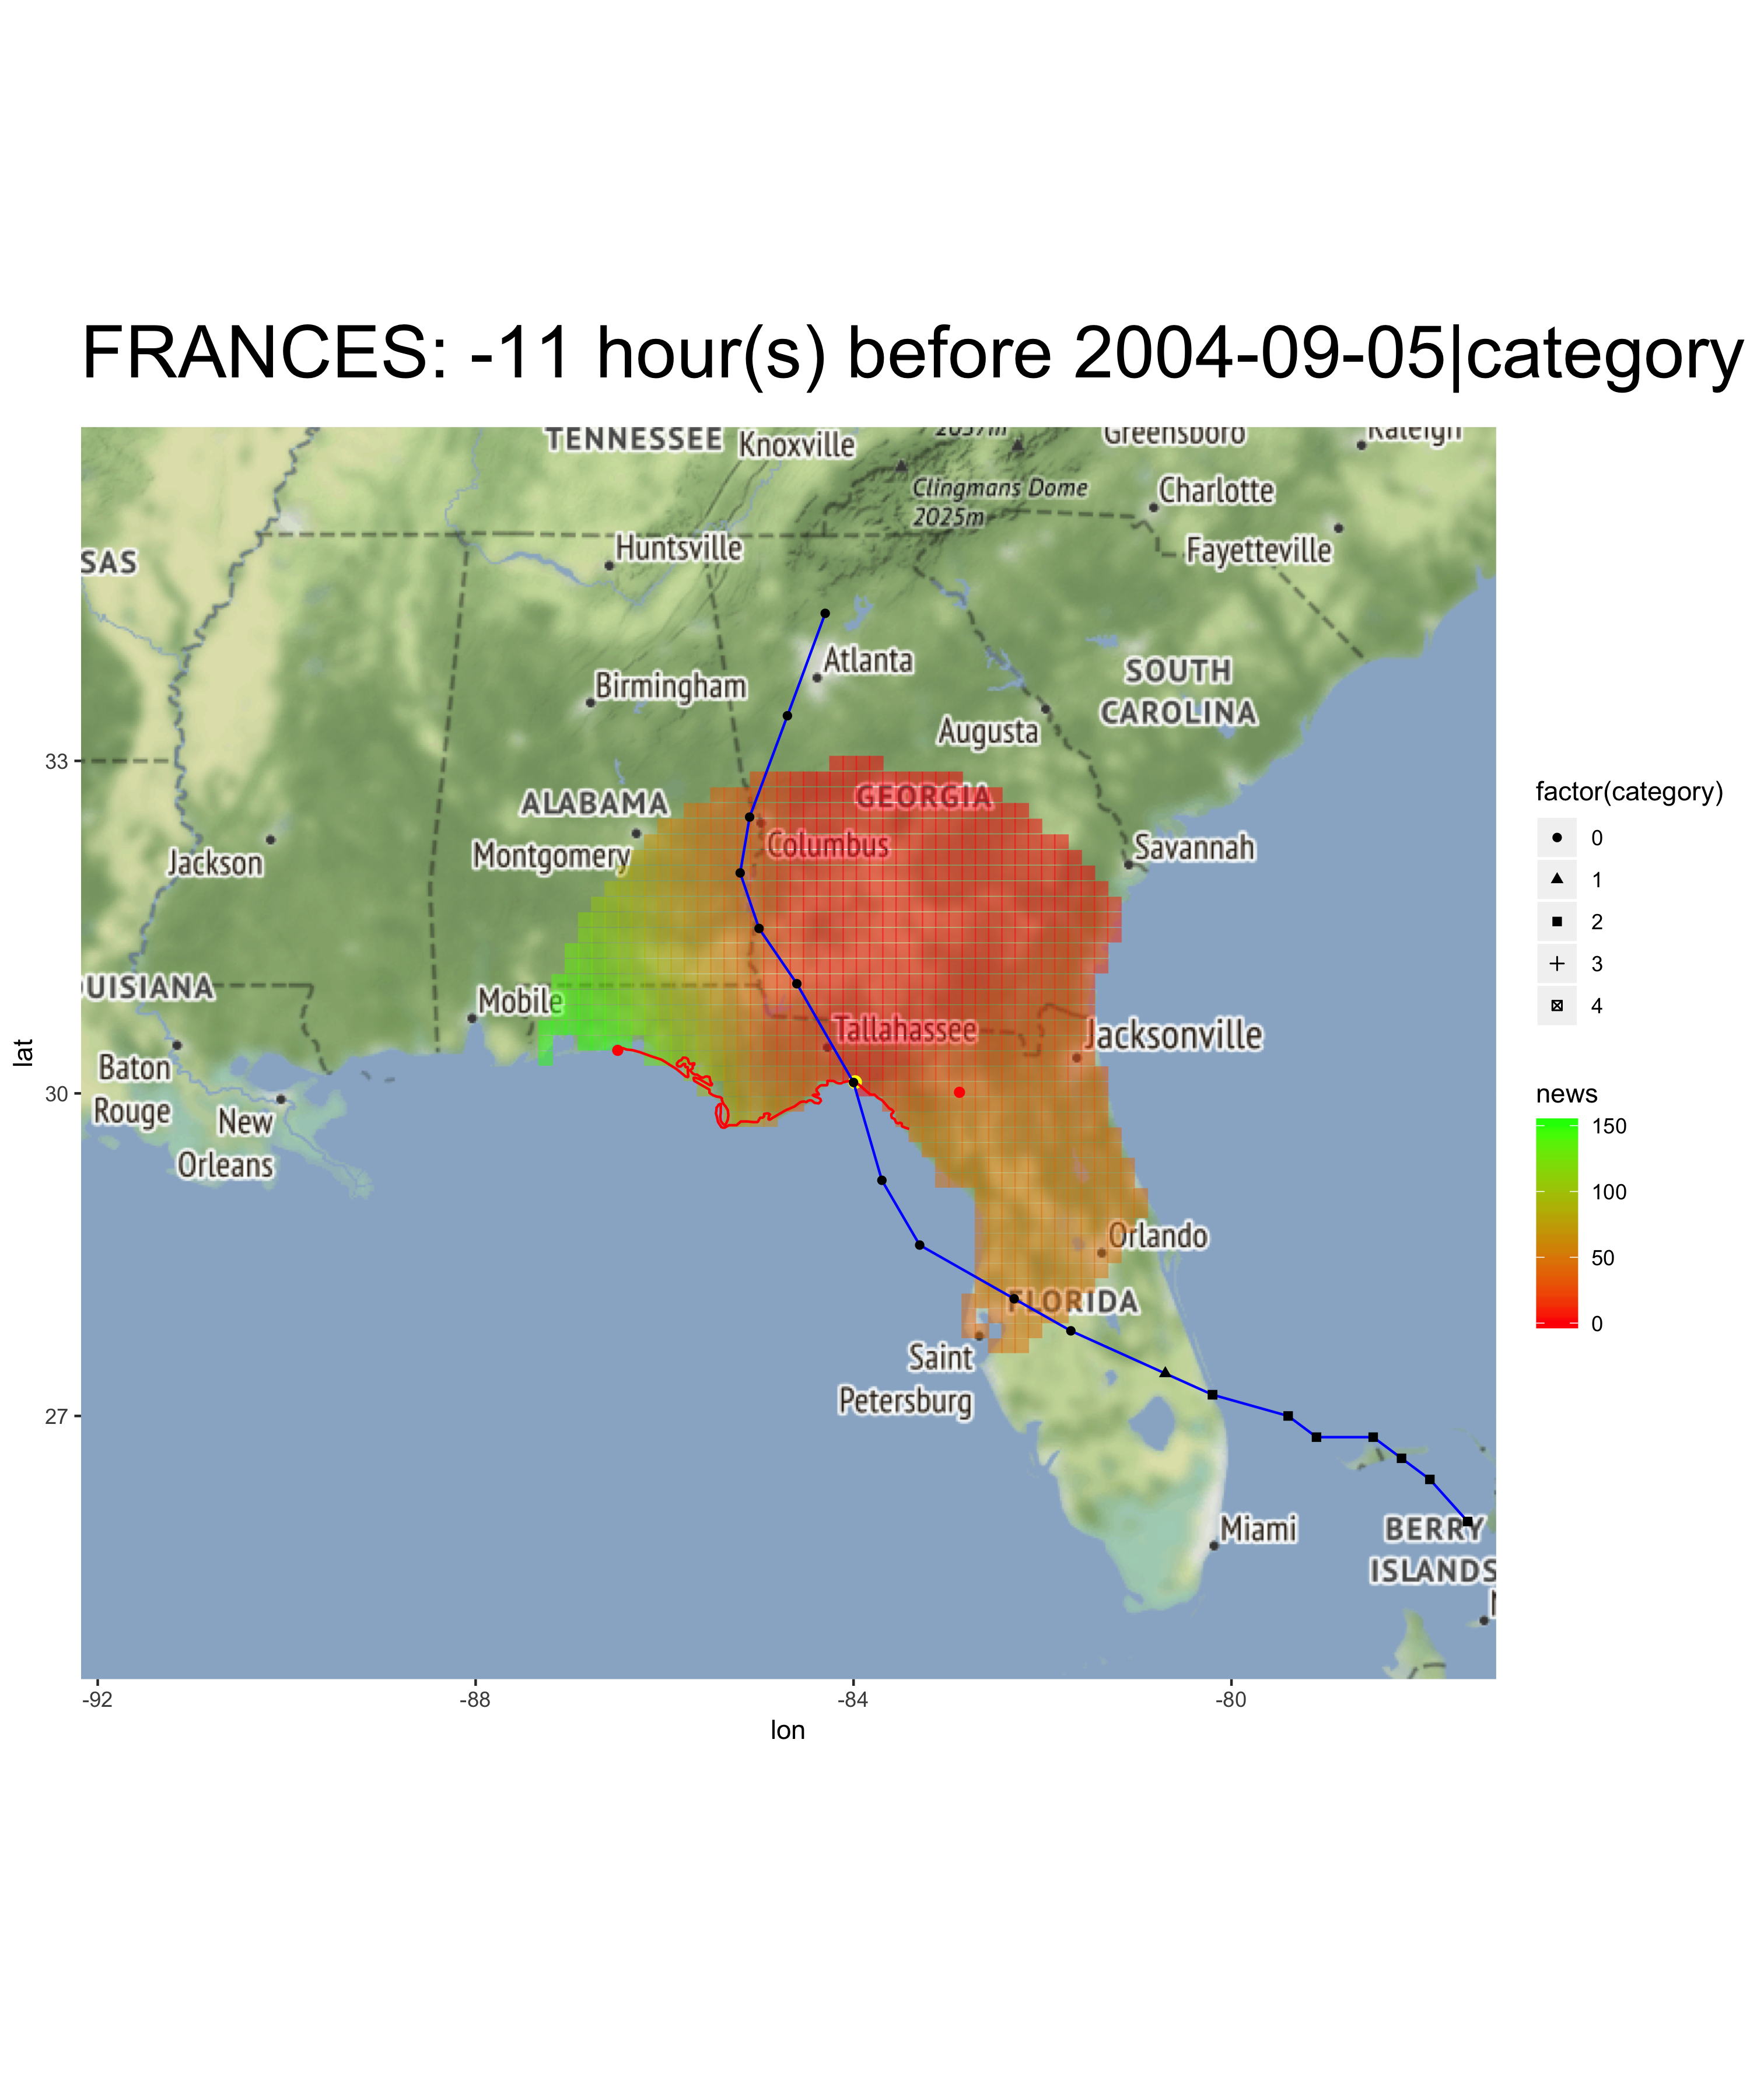 FRANCES: -11 hour(s) before 2004-09-05|category
TENNESSEE
Knoxville
2037m
Greensboro
Raleigh
Clingmans Dome
2025m
Charlotte
SAS
Huntsville
Fayetteville
Atlanta
Birmingham
SOUTH
CAROLINA
Augusta
33
ALABAMA
GEORGIA
Jackson
Montgomery
Columbus
Savannah
OUISIANA
Mobile
Tallahassee
Jacksonville
lat
30
Baton
Rouge
New
Orleans
Orlando
FLORIDA
Saint
Petersburg
27
Miami
BERRY
ISLANDS
-92
-88
-84
-80
lon
factor(category)
0
1
2
3
4
news
150
100
50
0